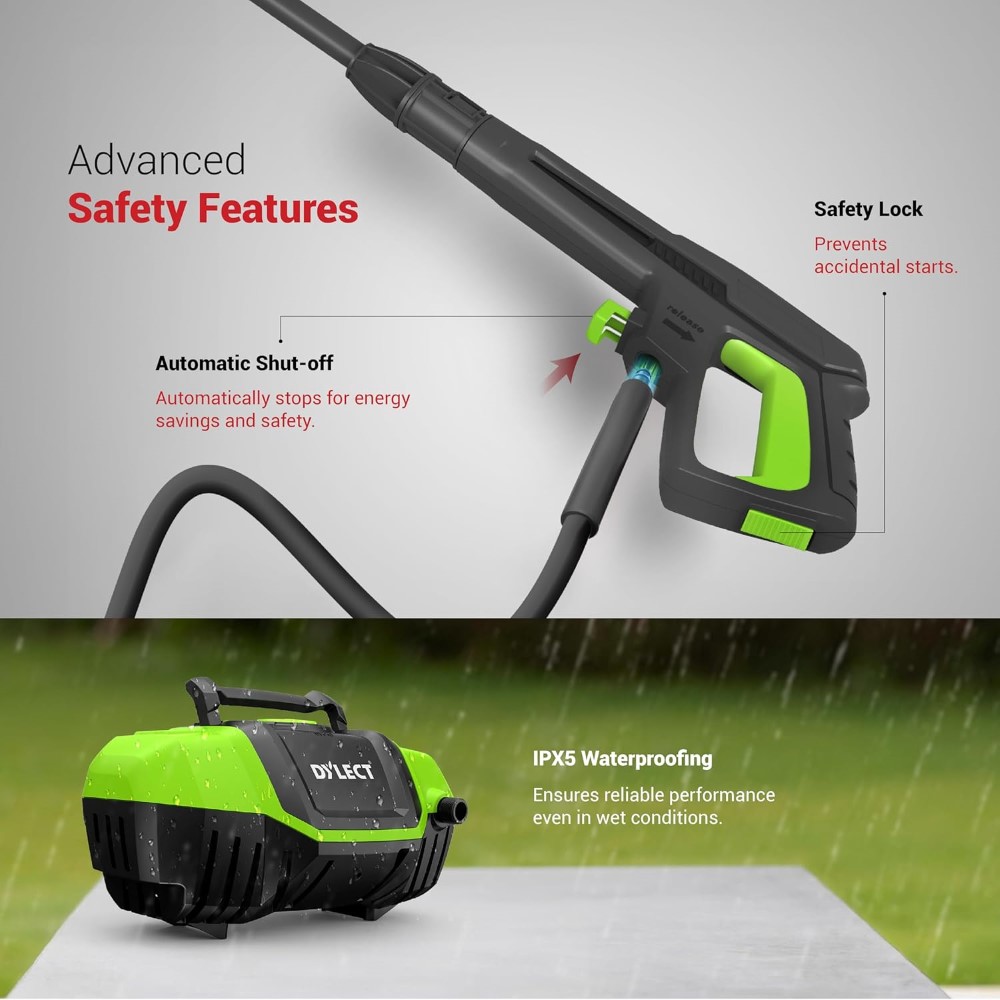 Advanced
Safety Features
Safety Lock
Prevents
accidental starts.
release
Automatic Shut-off
Automatically stops for energy
savings and safety.
DYLECT
IPX5 Waterproofing
Ensures reliable performance
even in wet conditions.